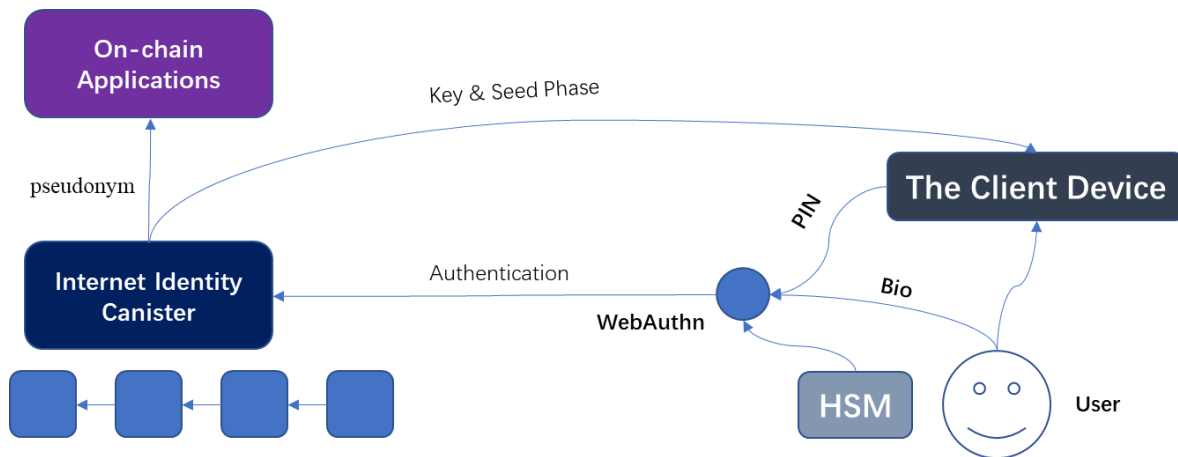 On-chain
Applications
Key & Seed Phase
pseudonym
The Client Device
PIN
Internet Identity
Canister
Authentication
Bio
WebAuthn
HSM
User